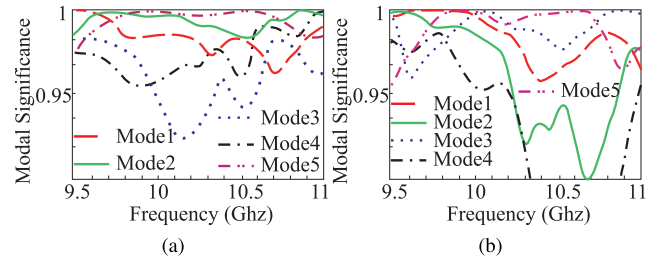 Modal Significance
1
0.95
Mode1
Mode2
Mode3
Mode4
Mode5
9.5 10 10.5 11
Frequency (Ghz)
(a)
Modal Significance
1
0.95
Mode5
Mode1
Mode2
Mode3
Mode4
9.5 10 10.5 11
Frequency (Ghz)
(b)